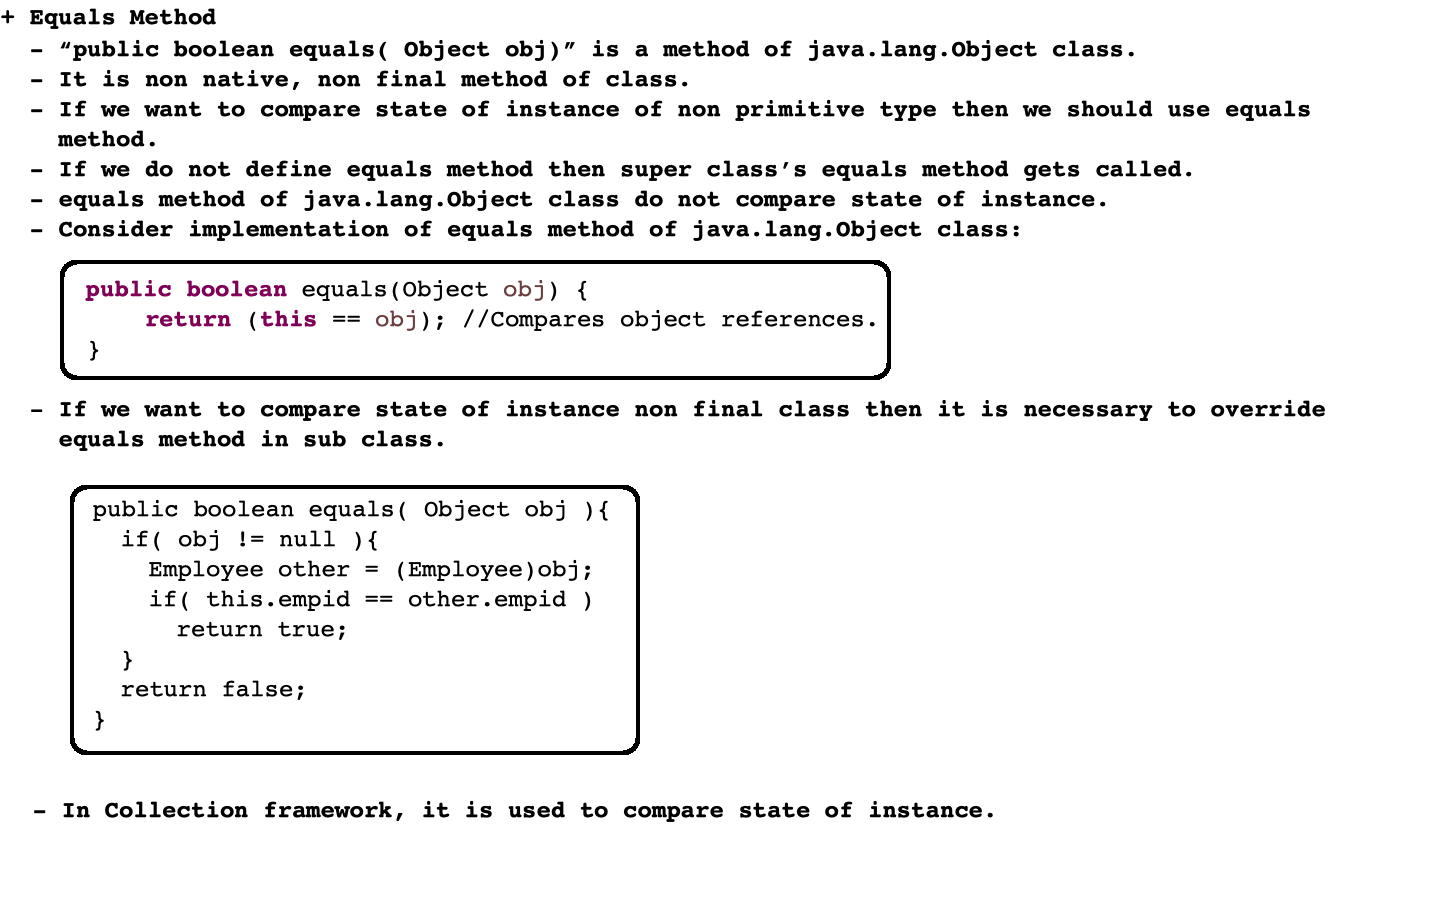 + Equals Method
- “public boolean equals( Object obj)” is a method of java.lang.Object class.
- It is non native, non final method of class.
- If we want to compare state of instance of non primitive type then we should use equals
method.
- If we do not define equals method then super class’s equals method gets called.
- equals method of java.lang.Object class do not compare state of instance.
- Consider implementation of equals method of java.lang.Object class:
public boolean equals(Object obj) {
return (this == obj); //Compares object references.
}
- If we want to compare state of instance non final class then it is necessary to override
equals method in sub class.
public boolean equals( Object obj ){
if( obj != null ){
Employee other = (Employee)obj;
if( this.empid == other.empid )
return true;
}
return false;
}
- In Collection framework, it is used to compare state of instance.